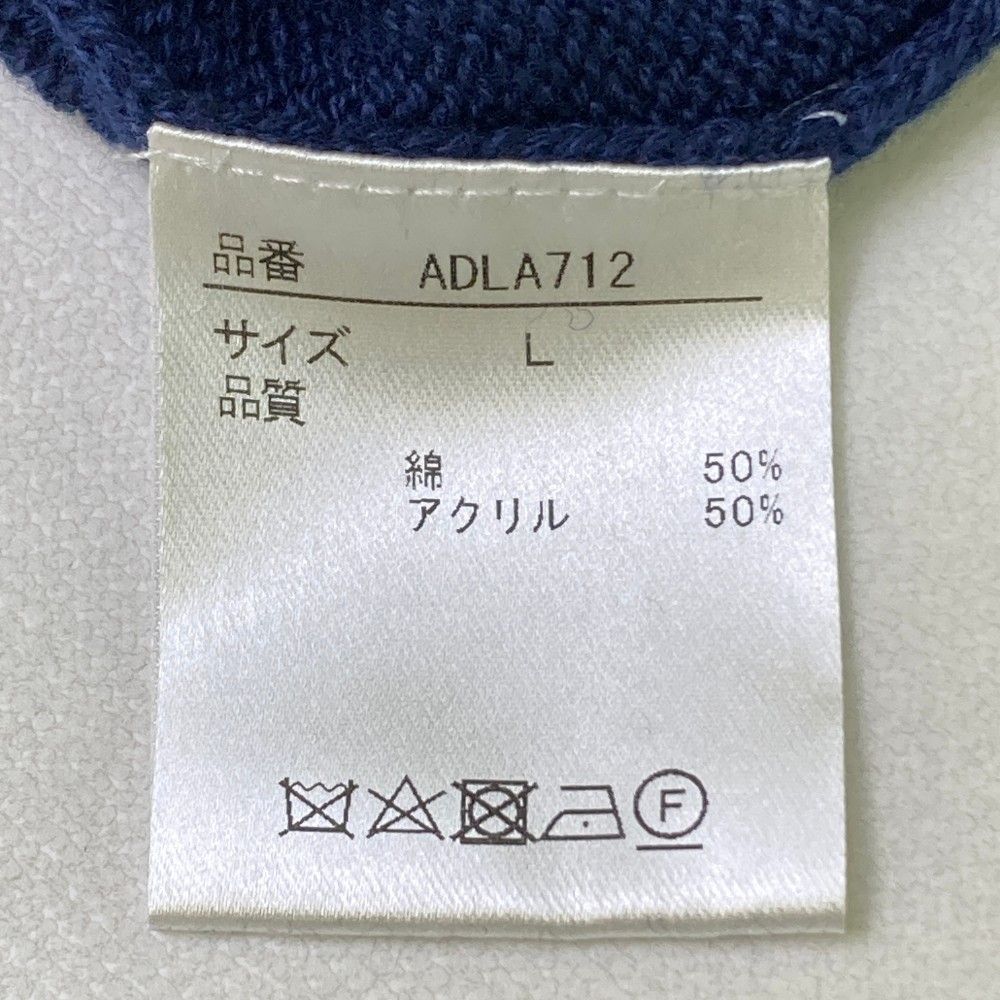 品番 ADLA712
サイズ L
品質
綿 50%
アクリル 50%
F